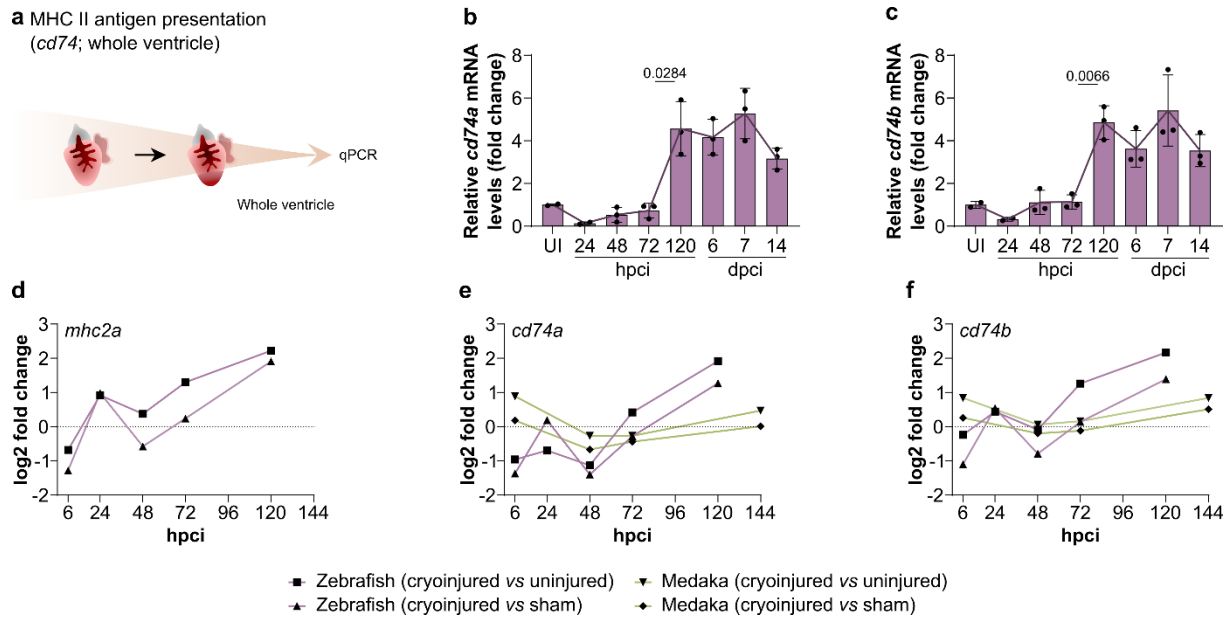 a MHC II antigen presentation
(cd74; whole ventricle)
qPCR
Whole ventricle
b
Relative cd74a mRNA
levels (fold change)
8
6
4
2
0
0.0284
UI 24 48 72 120 6 7 14
hpci dpci
c
Relative cd74b mRNA
levels (fold change)
8
6
4
2
0
0.0066
UI 24 48 72 120 6 7 14
hpci dpci
d
mhc2a
log2 fold change
3
2
1
0
-1
-2
6 24 48 72 96 120 144
hpci
e
cd74a
log2 fold change
3
2
1
0
-1
-2
6 24 48 72 96 120 144
hpci
f
cd74b
log2 fold change
3
2
1
0
-1
-2
6 24 48 72 96 120 144
hpci
Zebrafish (cryoinjured vs uninjured)
Zebrafish (cryoinjured vs sham)
Medaka (cryoinjured vs uninjured)
Medaka (cryoinjured vs sham)